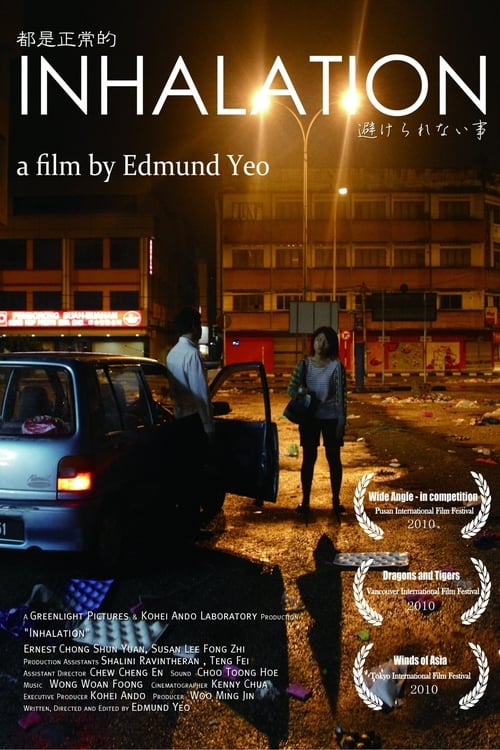 都是正常的
INHALATION
避けられない事
a film by Edmund Yeo
PEMBORONG BUAH-BUAHAN
Wide Angle - in competition
Pusan International Film Festival
2010
Dragons and Tigers
Vancouver International Film Festival
2010
Winds of Asia
Tokyo International Film Festival
2010
A GREENLIGHT PICTURES & KOHEI ANDO LABORATORY PRODUCTION
"INHALATION"
ERNEST CHONG SHUN YUAN, SUSAN LEE FONG ZHI
PRODUCTION ASSISTANTS SHALINI RAVINTHERAN , TENG FEI
ASSISTANT DIRECTOR CHEW CHENG EN SOUND CHOO TOONG HOE
MUSIC WONG WOAN FOONG CINEMATOGRAPHER KENNY CHUA
EXECUTIVE PRODUCER KOHEI ANDO PRODUCER WOO MING JIN
WRITTEN, DIRECTED AND EDITED BY EDMUND YEO